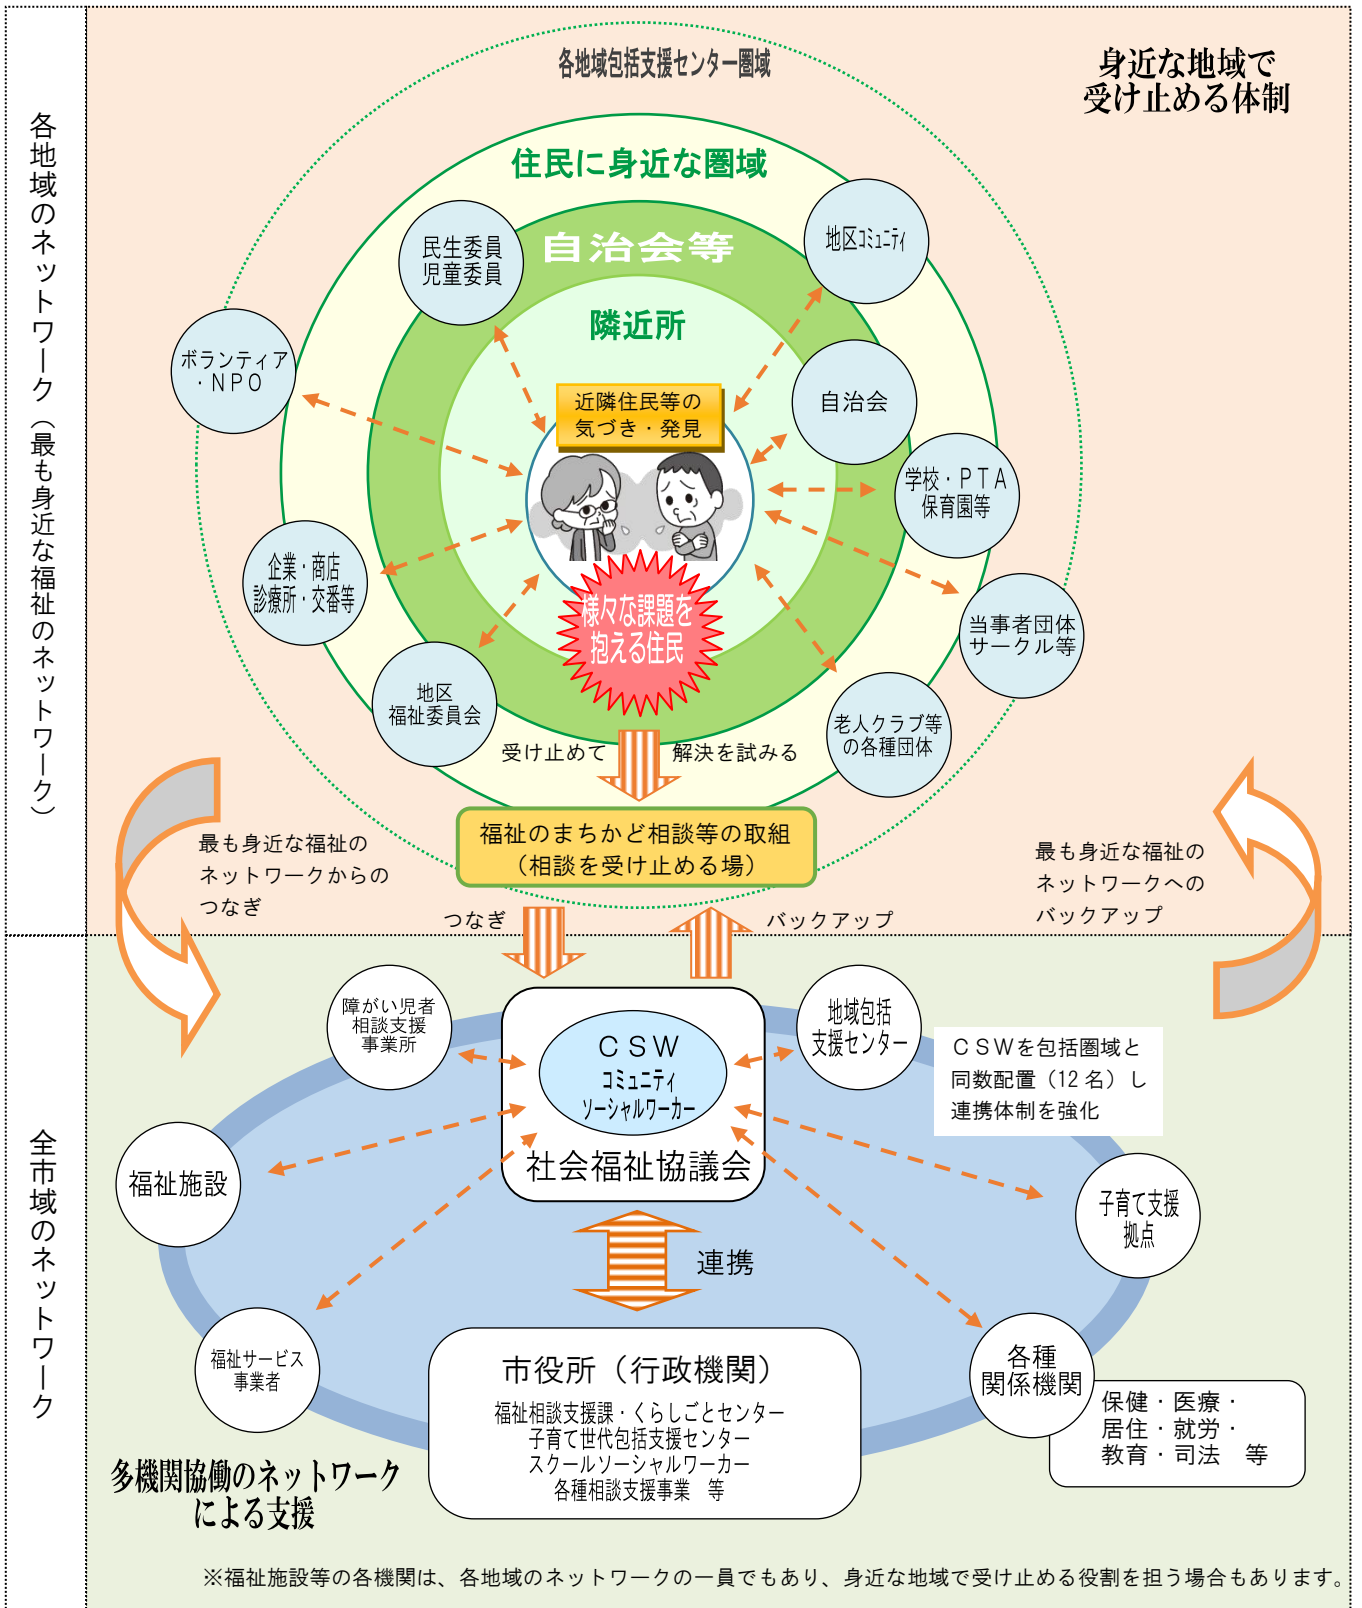 各地域のネットワーク（最も身近な福祉のネットワーク）
各地域包括支援センター圏域
身近な地域で
受け止める体制
住民に身近な圏域
自治会等
隣近所
民生委員
児童委員
地区ｺﾐｭﾆﾃｨ
ボランティア
・ＮＰＯ
近隣住民等の
気づき・発見
自治会
学校・ＰＴＡ
保育園等
企業・商店
診療所・交番等
様々な課題を
抱える住民
当事者団体
サークル等
地区
福祉委員会
老人クラブ等
の各種団体
受け止めて
解決を試みる
福祉のまちかど相談等の取組
（相談を受け止める場）
最も身近な福祉の
ネットワークからの
つなぎ
最も身近な福祉の
ネットワークへの
バックアップ
つなぎ
バックアップ
全市域のネットワーク
障がい児者
相談支援
事業所
ＣＳＷ
コミュニティ
ソーシャルワーカー
社会福祉協議会
地域包括
支援センター
ＣＳＷを包括圏域と
同数配置（12 名）し
連携体制を強化
福祉施設
子育て支援
拠点
連携
福祉サービス
事業者
市役所（行政機関）
福祉相談支援課・くらしごとセンター
子育て世代包括支援センター
スクールソーシャルワーカー
各種相談支援事業　等
各種
関係機関
保健・医療・
居住・就労・
教育・司法　等
多機関協働のネットワーク
による支援
※福祉施設等の各機関は、各地域のネットワークの一員でもあり、身近な地域で受け止める役割を担う場合もあります。